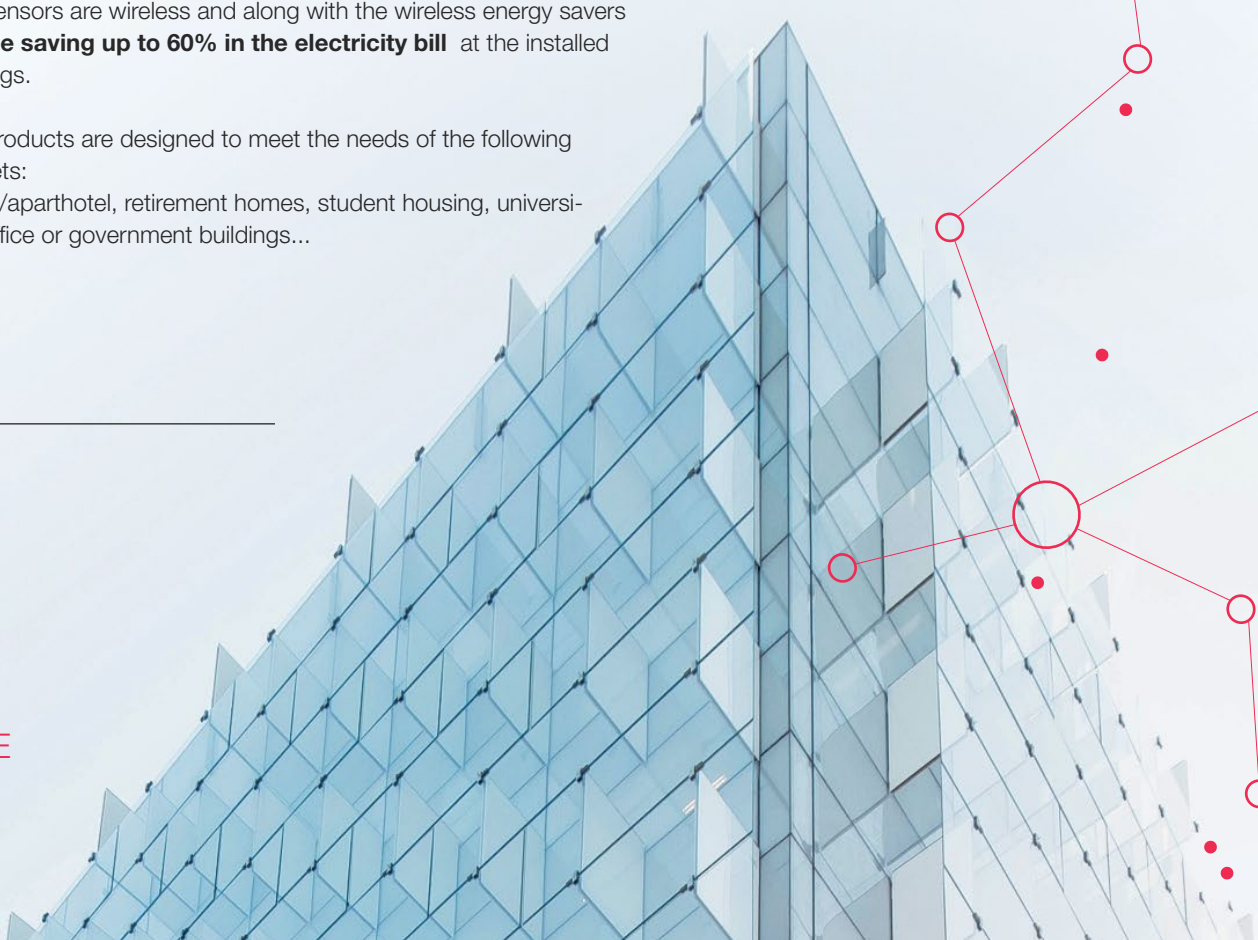 ensors are wireless and along with the wireless energy savers
e saving up to 60% in the electricity bill at the installed
gs.
roducts are designed to meet the needs of the following
ets:
/aparthotel, retirement homes, student housing, universi-
fice or government buildings...
E